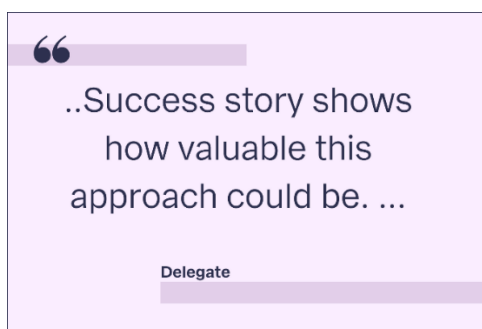 ❝
..Success story shows
how valuable this
approach could be. ...
Delegate